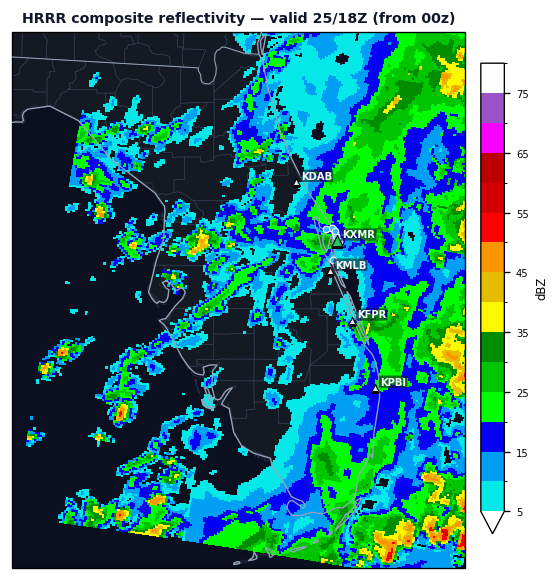 HRRR composite reflectivity — valid 25/18Z (from 00z)
KDAB
KXMR
KMLB
KFPR
KPBI
75
65
55
45
35
25
15
5
dBZ